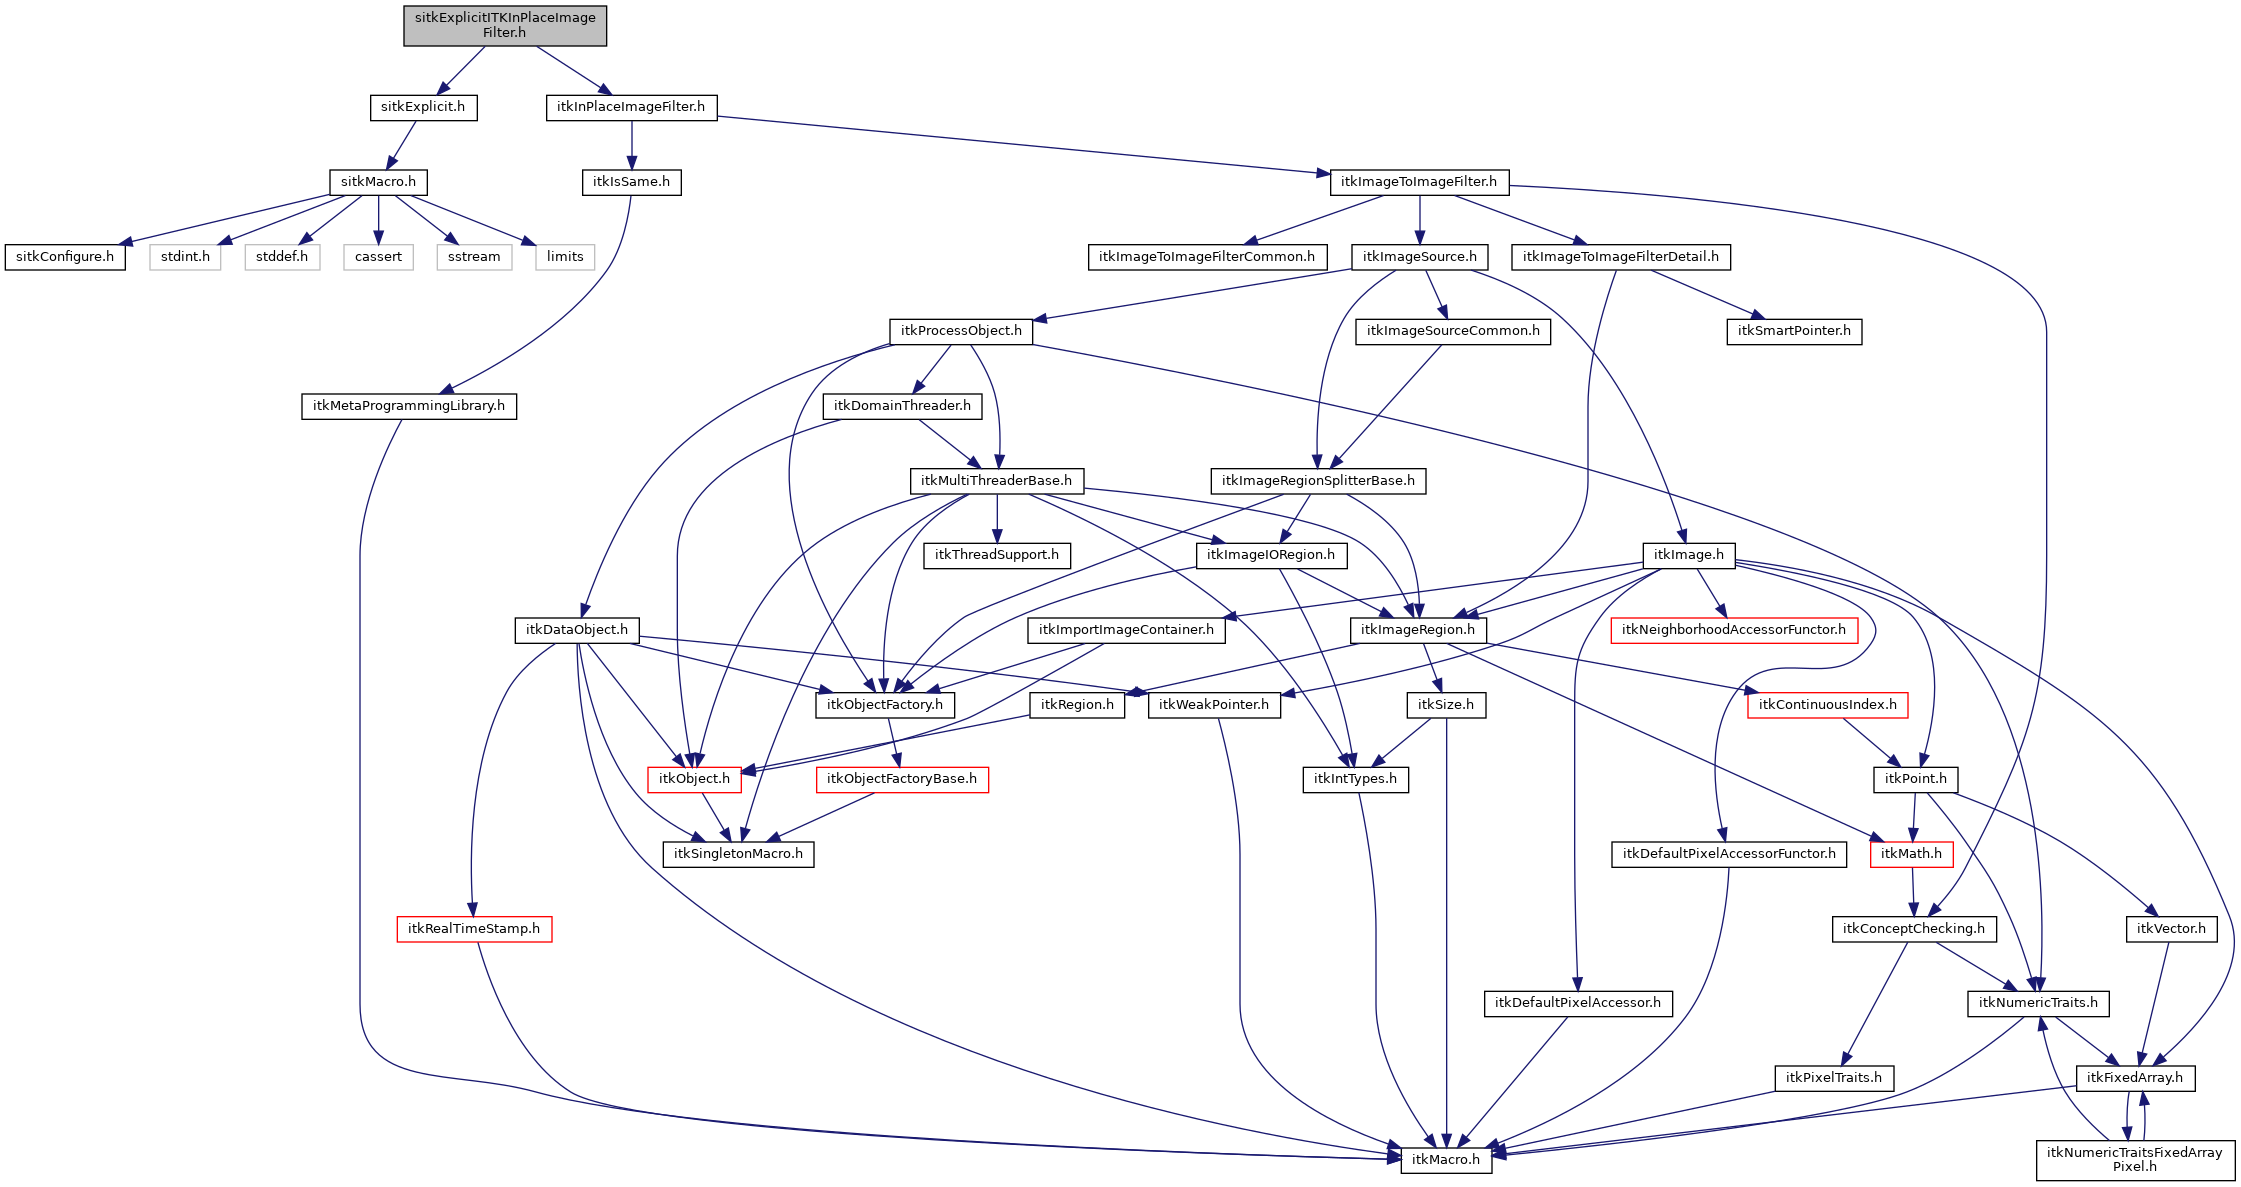 sitkExplicitITKInPlaceImage
Filter.h
sitkExplicit.h
itkInPlaceImageFilter.h
sitkMacro.h
itkIsSame.h
itkImageToImageFilter.h
sitkConfigure.h
stdint.h
stddef.h
cassert
sstream
limits
itkImageToImageFilterCommon.h
itkImageSource.h
itkImageToImageFilterDetail.h
itkProcessObject.h
itkImageSourceCommon.h
itkSmartPointer.h
itkMetaProgrammingLibrary.h
itkDomainThreader.h
itkMultiThreaderBase.h
itkImageRegionSplitterBase.h
itkThreadSupport.h
itkImageIORegion.h
itkImage.h
itkDataObject.h
itkImportImageContainer.h
itkImageRegion.h
itkNeighborhoodAccessorFunctor.h
itkObjectFactory.h
itkRegion.h
itkWeakPointer.h
itkSize.h
itkContinuousIndex.h
itkObject.h
itkObjectFactoryBase.h
itkIntTypes.h
itkPoint.h
itkSingletonMacro.h
itkDefaultPixelAccessorFunctor.h
itkMath.h
itkRealTimeStamp.h
itkConceptChecking.h
itkVector.h
itkDefaultPixelAccessor.h
itkNumericTraits.h
itkPixelTraits.h
itkFixedArray.h
itkMacro.h
itkNumericTraitsFixedArray
Pixel.h